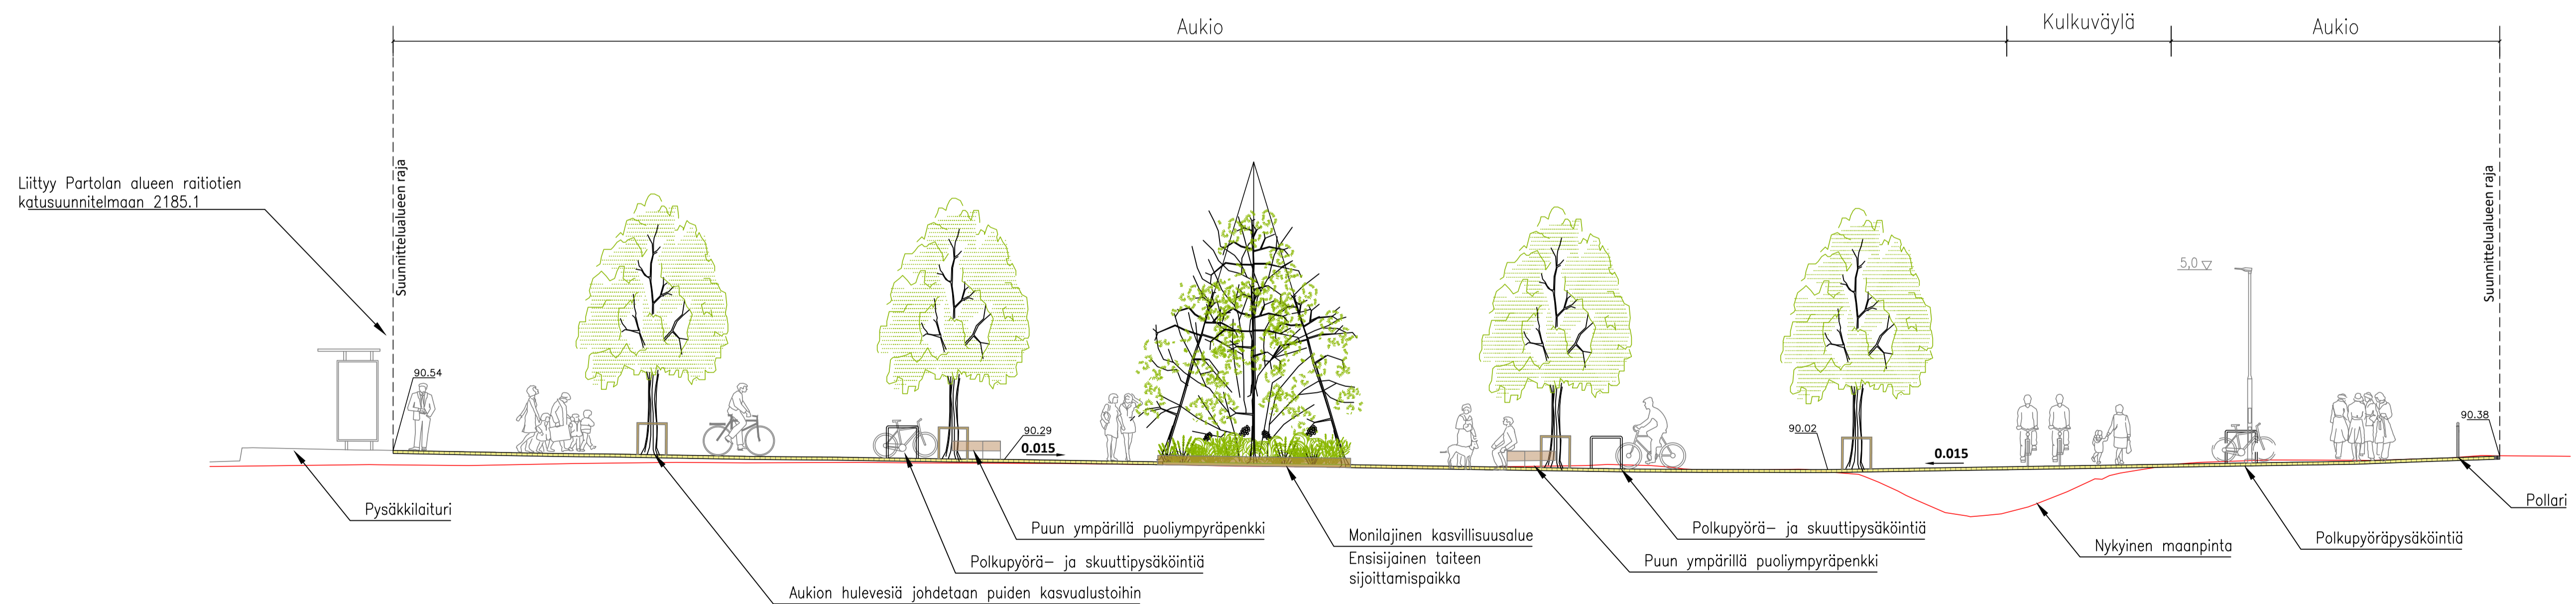 Aukio
Kulkuväylä
Aukio
Liittyy Partolan alueen raitiotien
katusuunnitelmaan 2185.1
Suunnittelualueen raja
Suunnittelualueen raja
5,0
90.54
90.29
0.015
90.02
0.015
90.38
Pysäkkilaituri
Aukion hulevesiä johdetaan puiden kasvualustoihin
Polkupyörä- ja skuuttipysäköintiä
Puun ympärillä puoliympyräpenkki
Monilajinen kasvillisuusalue
Ensisijainen taiteen
sijoittamispaikka
Puun ympärillä puoliympyräpenkki
Polkupyörä- ja skuuttipysäköintiä
Nykyinen maanpinta
Polkupyöräpysäköintiä
Pollari